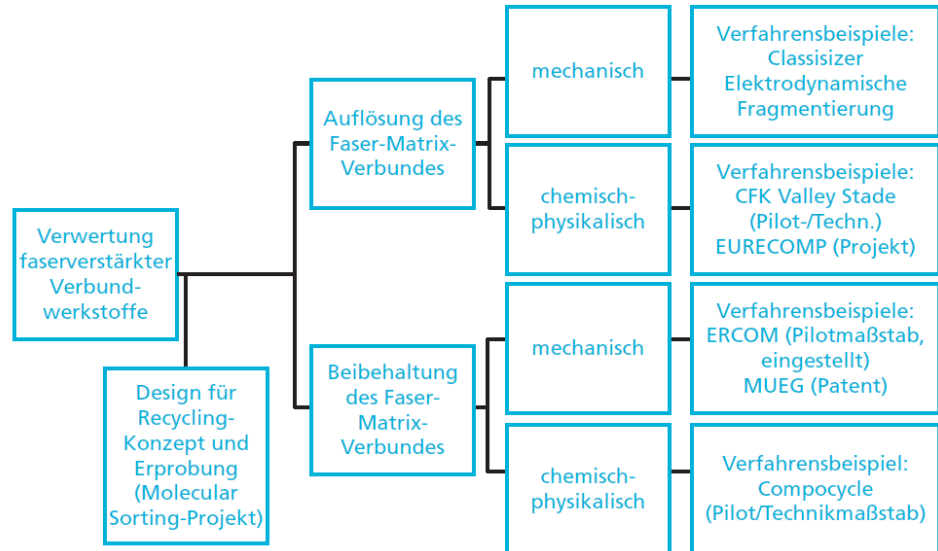 Verwertung
faserverstärkter
Verbund-
werkstoffe
Design für
Recycling-
Konzept und
Erprobung
(Molecular
Sorting-Projekt)
Auflösung des
Faser-Matrix-
Verbundes
mechanisch
Verfahrensbeispiele:
Classisizer
Elektrodynamische
Fragmentierung
chemisch-
physikalisch
Verfahrensbeispiele:
CFK Valley Stade
(Pilot-/Techn.)
EURECOMP (Projekt)
Beibehaltung
des Faser-
Matrix-
Verbundes
mechanisch
Verfahrensbeispiele:
ERCOM (Pilotmaßstab,
eingestellt)
MUEG (Patent)
chemisch-
physikalisch
Verfahrensbeispiel:
Compocycle
(Pilot/Technikmaßstab)